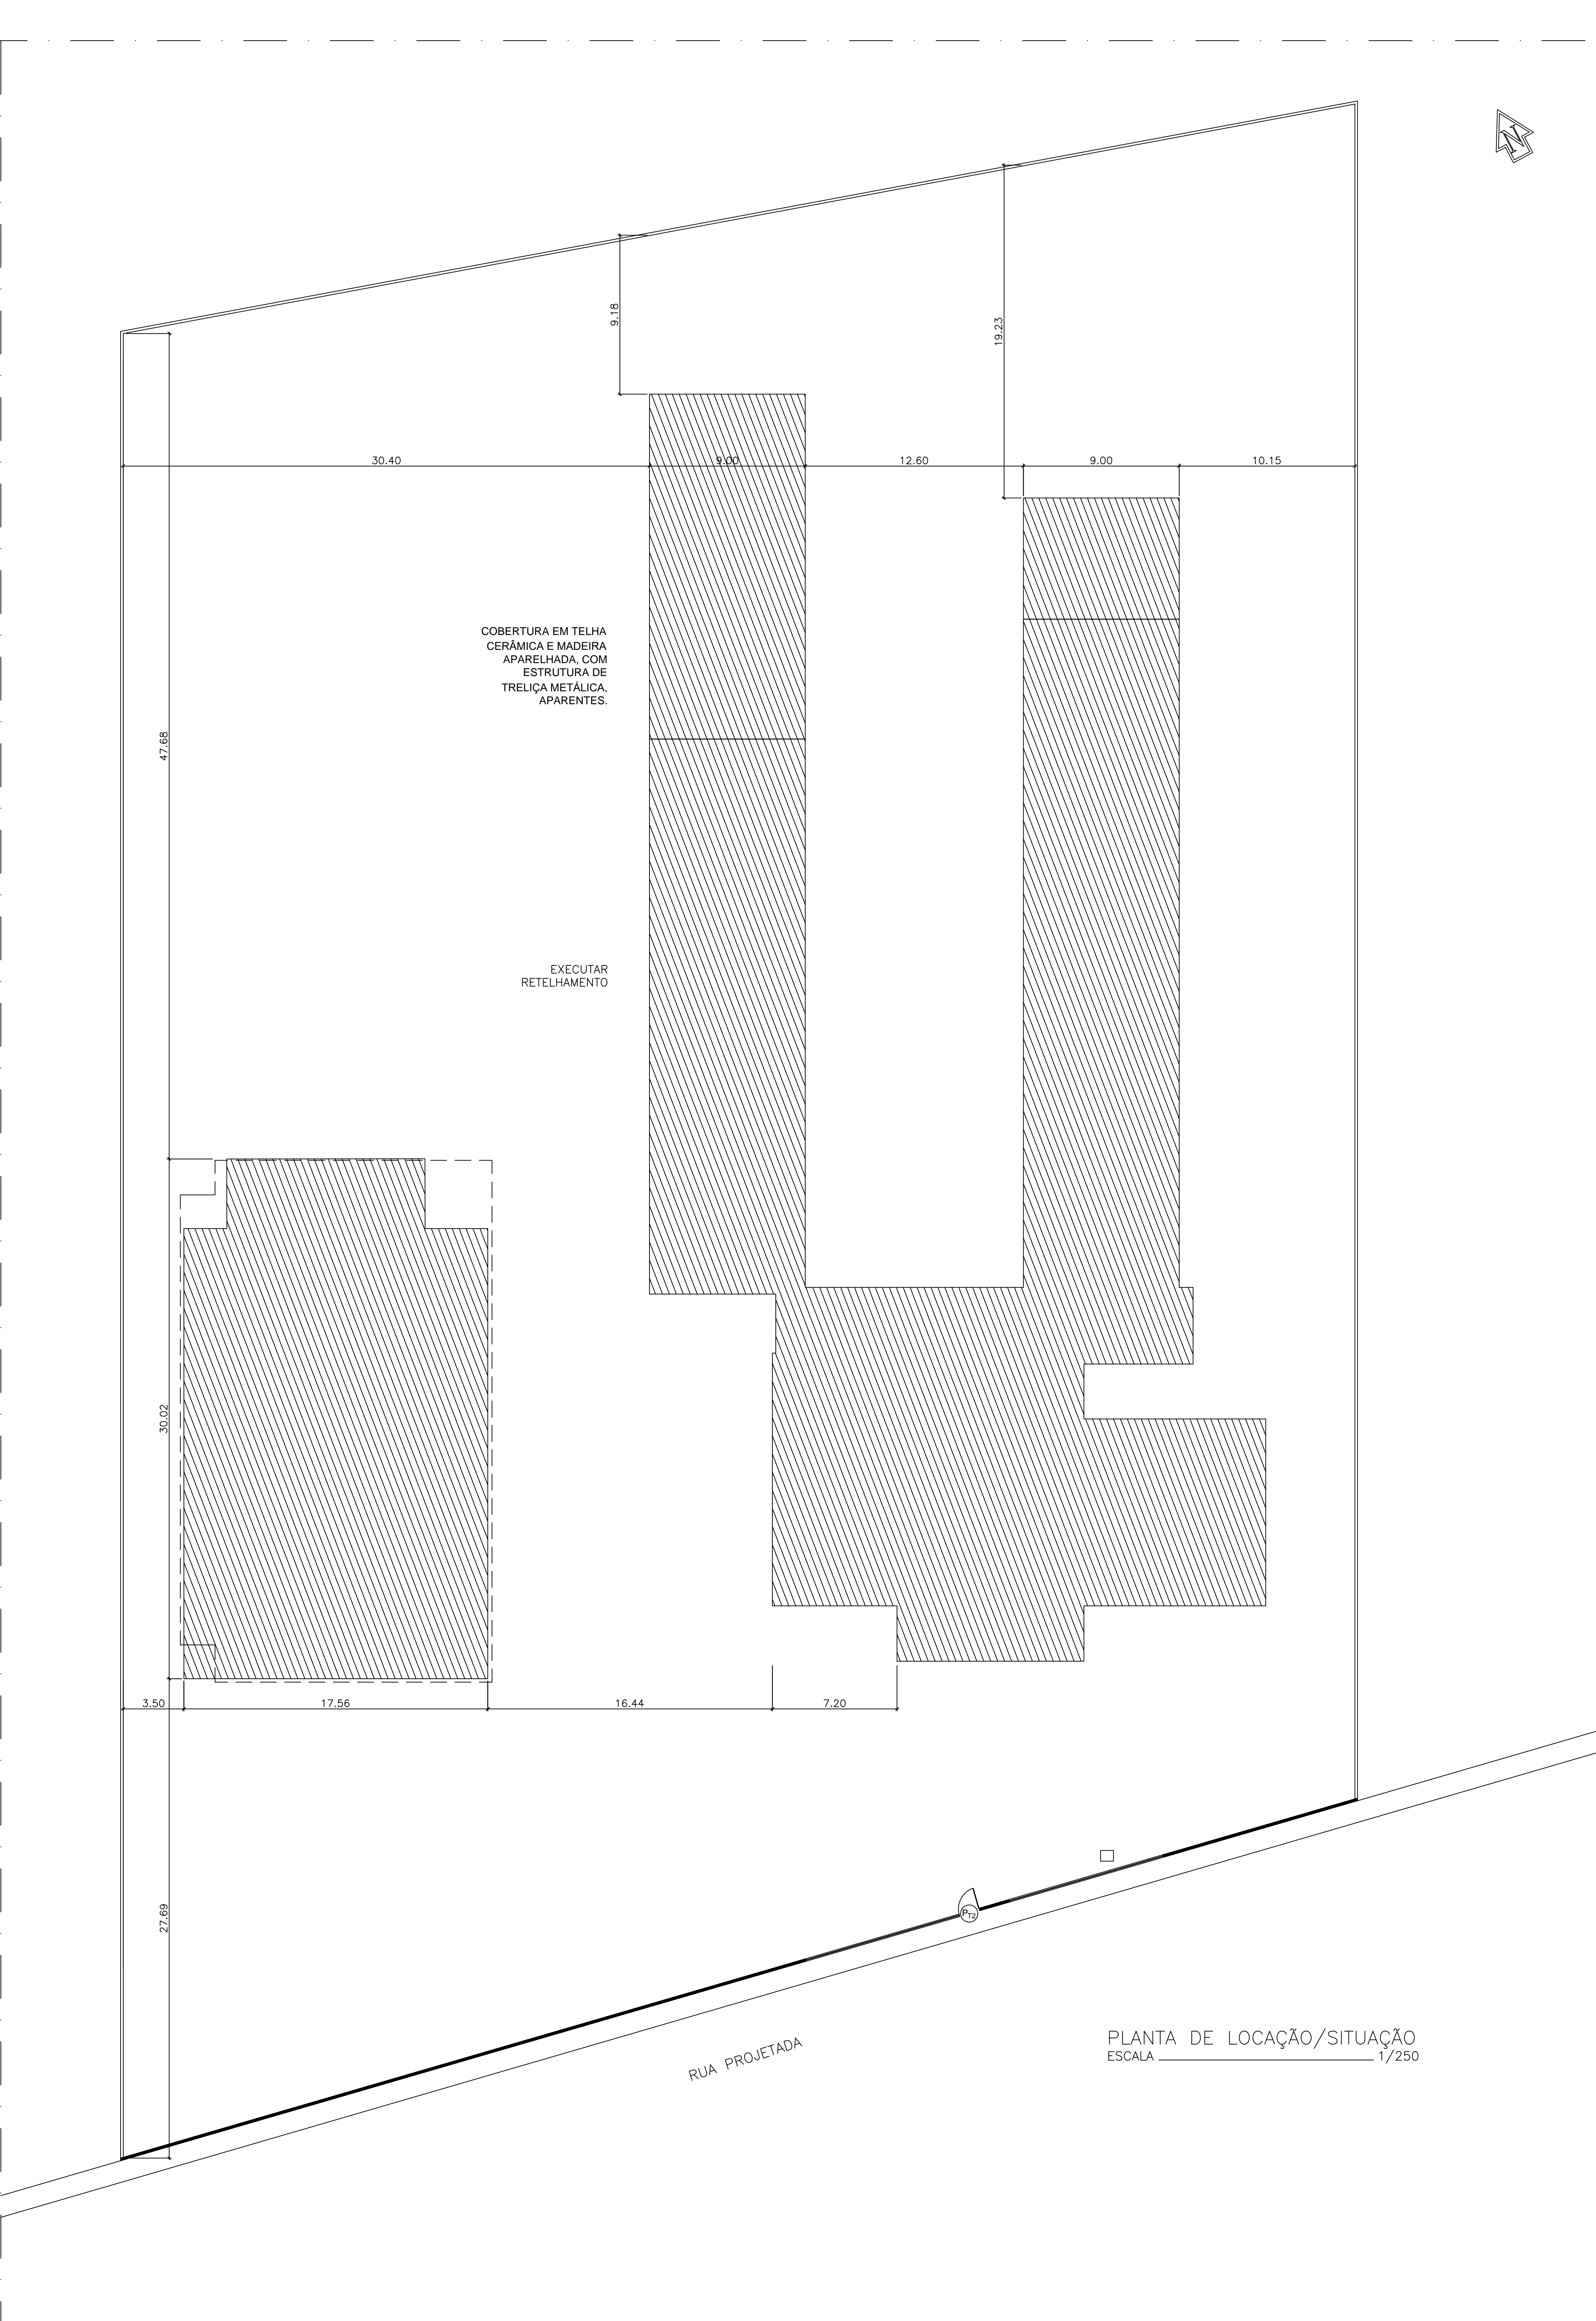 N
9.18
19.23
30.40
9.00
12.60
9.00
10.15
COBERTURA EM TELHA
CERÂMICA E MADEIRA
APARELHADA, COM
ESTRUTURA DE
TRELIÇA METÁLICA,
APARENTES.
47.68
EXECUTAR
RETELHAMENTO
30.02
3.50
17.56
16.44
7.20
27.69
PT2
RUA PROJETADA
PLANTA DE LOCAÇÃO/SITUAÇÃO
ESCALA 1/250